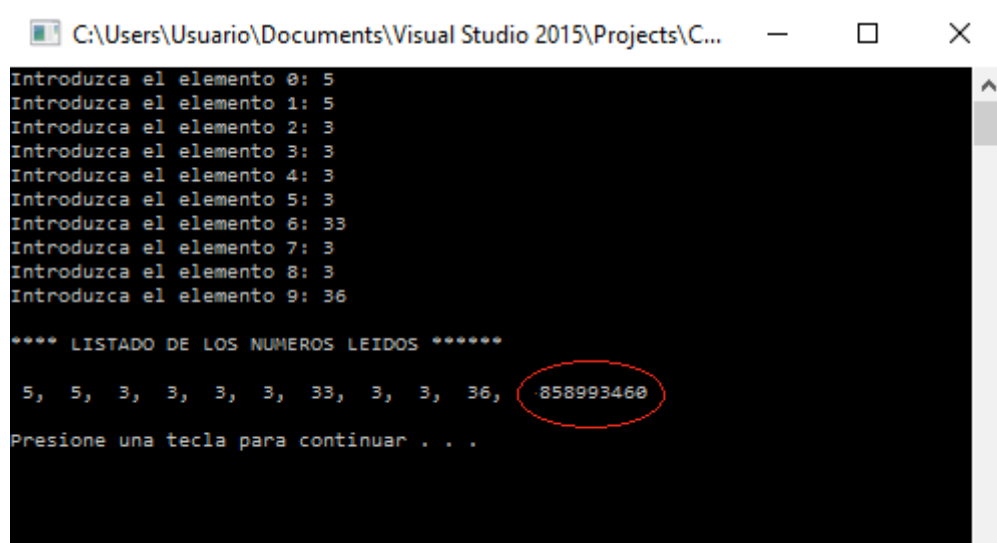 C:\Users\Usuario\Documents\Visual Studio 2015\Projects\C...
Introduzca el elemento 0: 5
Introduzca el elemento 1: 5
Introduzca el elemento 2: 3
Introduzca el elemento 3: 3
Introduzca el elemento 4: 3
Introduzca el elemento 5: 3
Introduzca el elemento 6: 33
Introduzca el elemento 7: 3
Introduzca el elemento 8: 3
Introduzca el elemento 9: 36
**** LISTADO DE LOS NUMEROS LEIDOS ******
5, 5, 3, 3, 3, 3, 33, 3, 3, 36, -858993460
Presione una tecla para continuar . . .